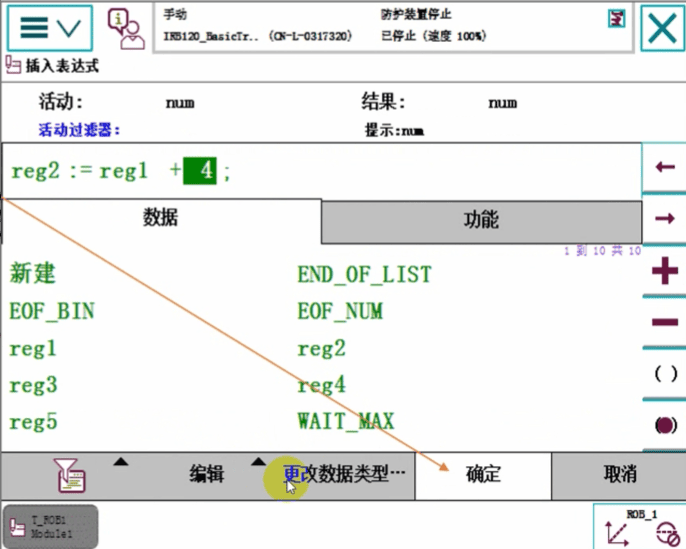 手动 防护装置停止
IRB120_BasicTr.. (CN-L-0317320) 已停止 (速度 100%)
插入表达式
活动: num 结果: num
活动过滤器: 提示:num
reg2 := reg1 + 4 ;
数据 功能
1 到 10 共 10
新建 END_OF_LIST
EOF_BIN EOF_NUM
reg1 reg2
reg3 reg4
reg5 WAIT_MAX
( )
编辑 更改数据类型… 确定 取消
T_ROB1 ROB_1
Module1